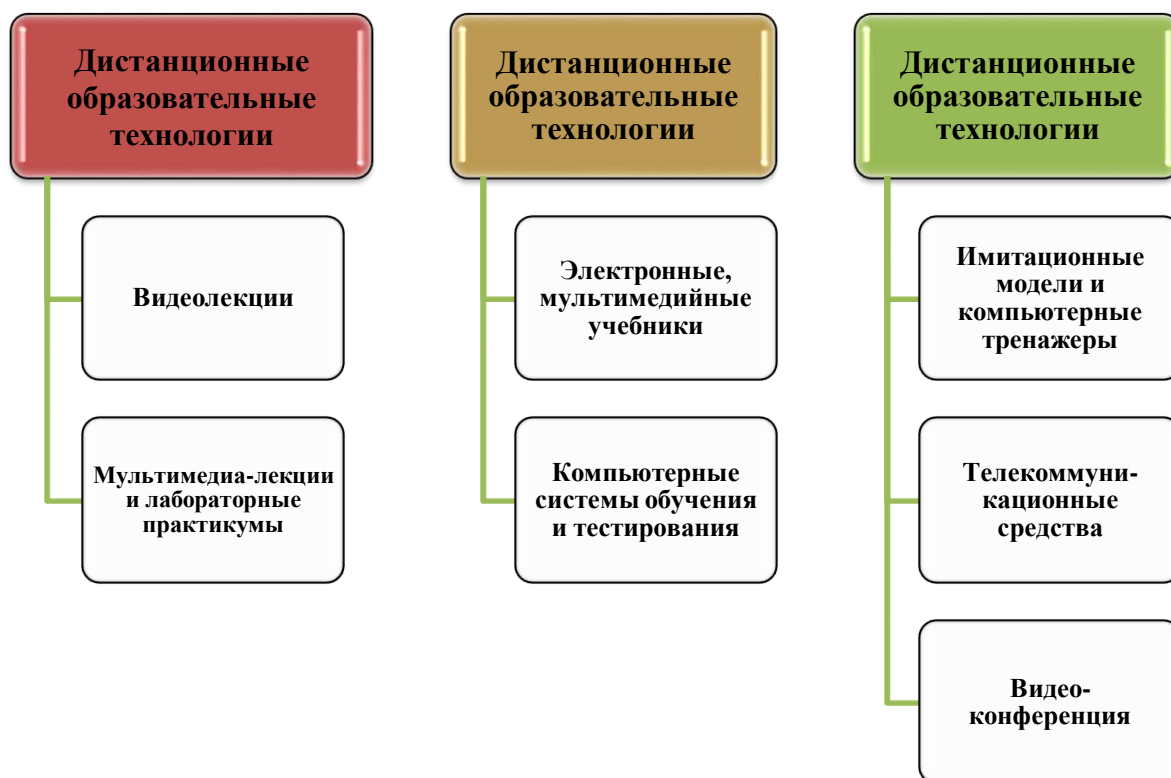 Дистанционные
образовательные
технологии
Видеолекции
Мультимедиа-лекции
и лабораторные
практикумы
Дистанционные
образовательные
технологии
Электронные,
мультимедийные
учебники
Компьютерные
системы обучения
и тестирования
Дистанционные
образовательные
технологии
Имитационные
модели и
компьютерные
тренажеры
Телекоммуни-
кационные
средства
Видео-
конференция